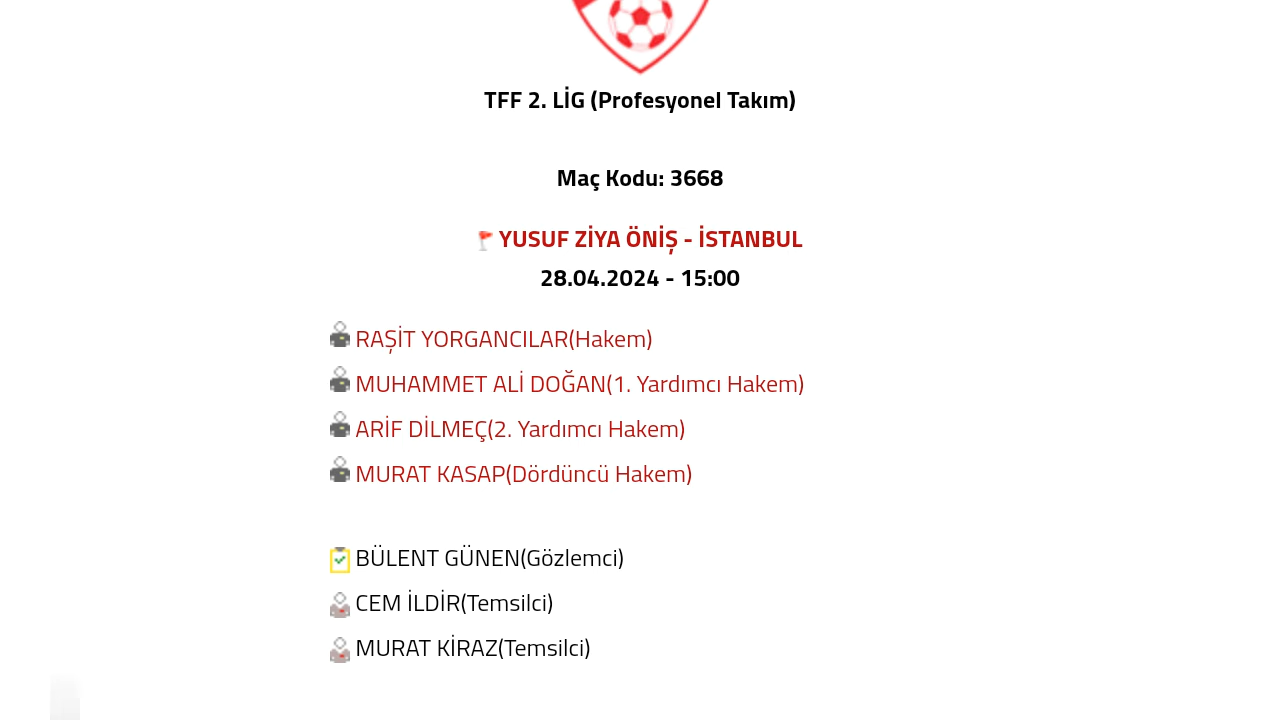 TFF 2. LİG (Profesyonel Takım)
Maç Kodu: 3668
YUSUF ZİYA ÖNİŞ - İSTANBUL
28.04.2024 - 15:00
RAŞİT YORGANCILAR(Hakem)
MUHAMMET ALİ DOĞAN(1. Yardımcı Hakem)
ARİF DİLMEÇ(2. Yardımcı Hakem)
MURAT KASAP(Dördüncü Hakem)
BÜLENT GÜNEN(Gözlemci)
CEM İLDİR(Temsilci)
MURAT KİRAZ(Temsilci)